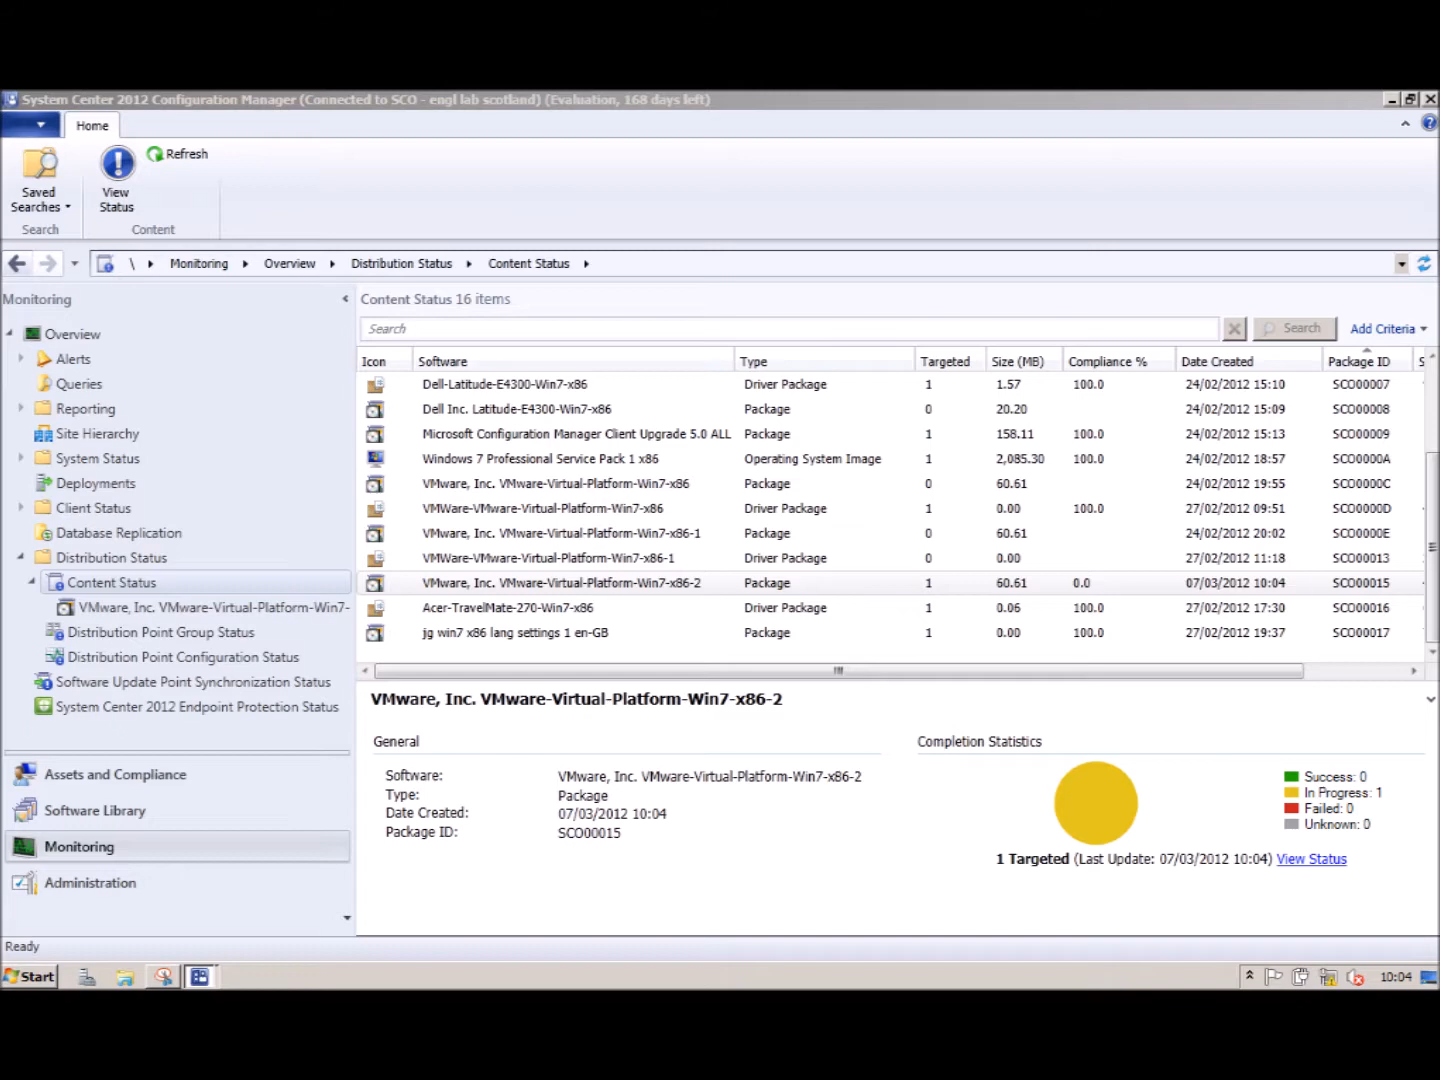 System Center 2012 Configuration Manager (Connected to SCO - engl lab scotland) (Evaluation, 168 days left)
Home
Refresh
Saved Searches
View Status
Search
Content
\ Monitoring Overview Distribution Status Content Status
Monitoring
Content Status 16 items
Search
Search
Add Criteria
Icon Software Type Targeted Size (MB) Compliance % Date Created Package ID S
Dell-Latitude-E4300-Win7-x86 Driver Package 1 1.57 100.0 24/02/2012 15:10 SCO00007
Dell Inc. Latitude-E4300-Win7-x86 Package 0 20.20 24/02/2012 15:09 SCO00008
Microsoft Configuration Manager Client Upgrade 5.0 ALL Package 1 158.11 100.0 24/02/2012 15:13 SCO00009
Windows 7 Professional Service Pack 1 x86 Operating System Image 1 2,085.30 100.0 24/02/2012 18:57 SCO0000A
VMware, Inc. VMware-Virtual-Platform-Win7-x86 Package 0 60.61 24/02/2012 19:55 SCO0000C
VMWare-VMware-Virtual-Platform-Win7-x86 Driver Package 1 0.00 100.0 27/02/2012 09:51 SCO0000D
VMware, Inc. VMware-Virtual-Platform-Win7-x86-1 Package 0 60.61 24/02/2012 20:02 SCO0000E
VMWare-VMware-Virtual-Platform-Win7-x86-1 Driver Package 0 0.00 27/02/2012 11:18 SCO00013
VMware, Inc. VMware-Virtual-Platform-Win7-x86-2 Package 1 60.61 0.0 07/03/2012 10:04 SCO00015
Acer-TravelMate-270-Win7-x86 Driver Package 1 0.06 100.0 27/02/2012 17:30 SCO00016
jg win7 x86 lang settings 1 en-GB Package 1 0.00 100.0 27/02/2012 19:37 SCO00017
Overview
Alerts
Queries
Reporting
Site Hierarchy
System Status
Deployments
Client Status
Database Replication
Distribution Status
Content Status
VMware, Inc. VMware-Virtual-Platform-Win7-
Distribution Point Group Status
Distribution Point Configuration Status
Software Update Point Synchronization Status
System Center 2012 Endpoint Protection Status
Assets and Compliance
Software Library
Monitoring
Administration
VMware, Inc. VMware-Virtual-Platform-Win7-x86-2
General
Software: VMware, Inc. VMware-Virtual-Platform-Win7-x86-2
Type: Package
Date Created: 07/03/2012 10:04
Package ID: SCO00015
Completion Statistics
Success: 0
In Progress: 1
Failed: 0
Unknown: 0
1 Targeted (Last Update: 07/03/2012 10:04) View Status
Ready
Start
10:04